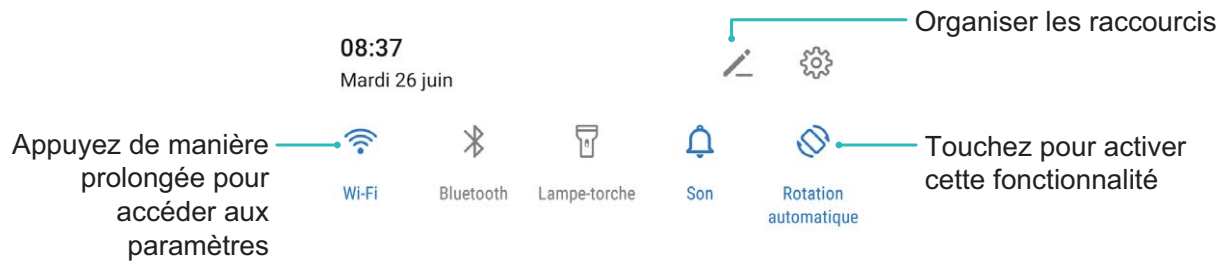 Organiser les raccourcis
08:37
Mardi 26 juin
Appuyez de manière
prolongée pour
accéder aux
paramètres
Wi-Fi
Bluetooth
Lampe-torche
Son
Rotation
automatique
Touchez pour activer
cette fonctionnalité